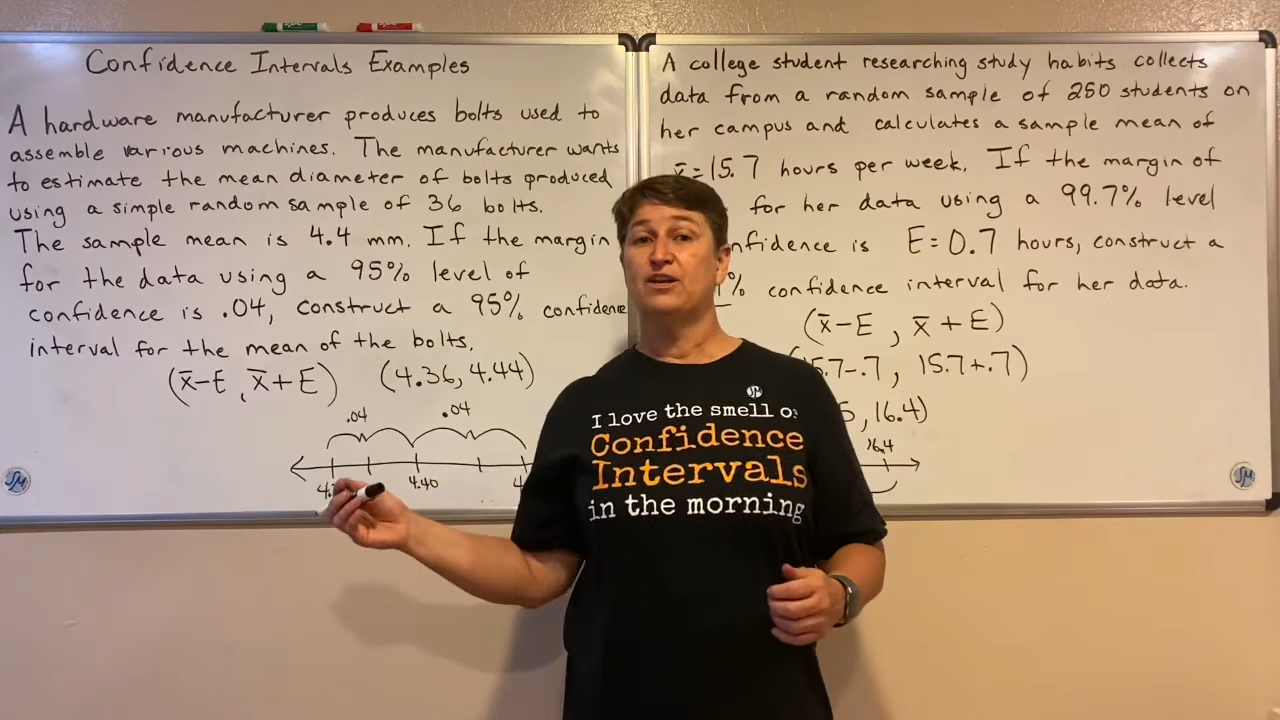 Confidence Intervals Examples
A hardware manufacturer produces bolts used to
assemble various machines. The manufacturer wants
to estimate the mean diameter of bolts produced
using a simple random sample of 36 bolts.
The sample mean is 4.4 mm. If the margin
for the data using a 95% level of
confidence is .04, construct a 95% confidence
interval for the mean of the bolts.
(x̄-E, x̄+E) (4.36, 4.44)
.04 .04
4.40
A college student researching study habits collects
data from a random sample of 250 students on
her campus and calculates a sample mean of
x̄=15.7 hours per week. If the margin of
for her data using a 99.7% level
is E=0.7 hours, construct a
% confidence interval for her data.
(x̄-E, x̄+E)
5.7-.7, 15.7+.7)
, 16.4)
16.4
I love the smell
Confidence
Intervals
in the morning
SM
SM